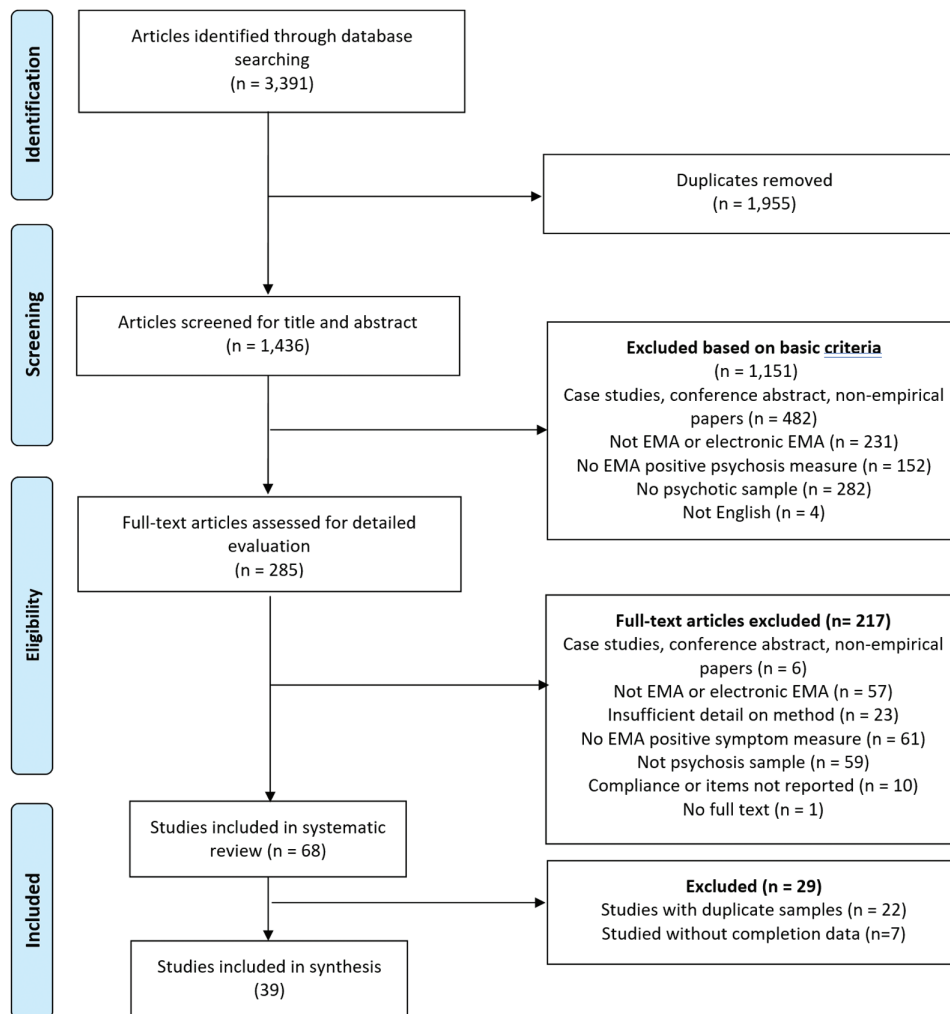 Identification
Articles identified through database
searching
(n = 3,391)
Duplicates removed
(n = 1,955)
Screening
Articles screened for title and abstract
(n = 1,436)
Excluded based on basic criteria
(n = 1,151)
Case studies, conference abstract, non-empirical
papers (n = 482)
Not EMA or electronic EMA (n = 231)
No EMA positive psychosis measure (n = 152)
No psychotic sample (n = 282)
Not English (n = 4)
Eligibility
Full-text articles assessed for detailed
evaluation
(n = 285)
Full-text articles excluded (n= 217)
Case studies, conference abstract, non-empirical
papers (n = 6)
Not EMA or electronic EMA (n = 57)
Insufficient detail on method (n = 23)
No EMA positive symptom measure (n = 61)
Not psychosis sample (n = 59)
Compliance or items not reported (n = 10)
No full text (n = 1)
Included
Studies included in systematic
review (n = 68)
Excluded (n = 29)
Studies with duplicate samples (n = 22)
Studied without completion data (n=7)
Studies included in synthesis
(39)